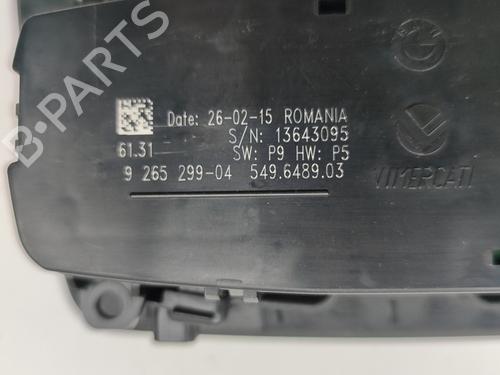 Date: 26-02-15 ROMANIA
S/N: 13643095
61.31
SW: P9 HW: P5
9 265 299-04 549.6489.03
VIMERCATI
B-PARTS